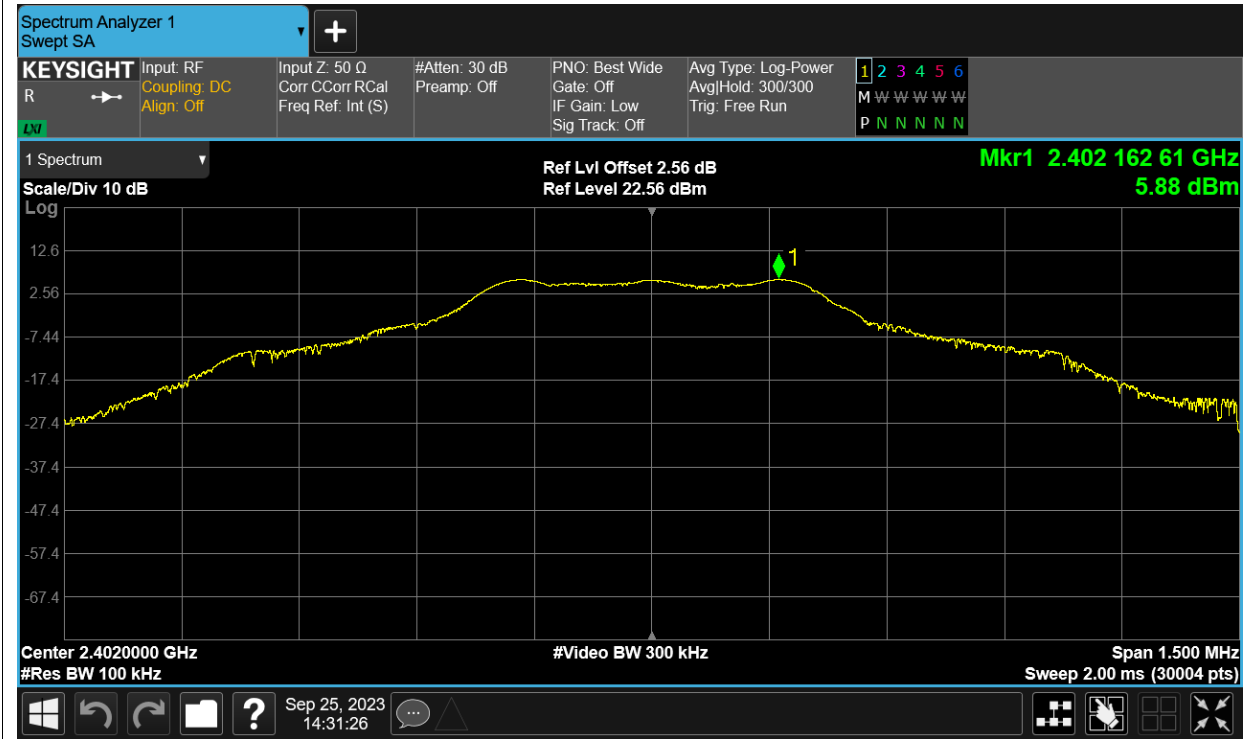 Spectrum Analyzer 1
Swept SA
KEYSIGHT
R
LXI
Input: RF
Coupling: DC
Align: Off
Input Z: 50 Ω
Corr CCorr RCal
Freq Ref: Int (S)
#Atten: 30 dB
Preamp: Off
PNO: Best Wide
Gate: Off
IF Gain: Low
Sig Track: Off
Avg Type: Log-Power
Avg|Hold: 300/300
Trig: Free Run
1 2 3 4 5 6
M W W W W W W
P N N N N N N
1 Spectrum
Scale/Div 10 dB
Ref Lvl Offset 2.56 dB
Ref Level 22.56 dBm
Mkr1 2.402 162 61 GHz
5.88 dBm
Log
12.6
2.56
-7.44
-17.4
-27.4
-37.4
-47.4
-57.4
-67.4
1
Center 2.4020000 GHz
#Res BW 100 kHz
#Video BW 300 kHz
Span 1.500 MHz
Sweep 2.00 ms (30004 pts)
?
Sep 25, 2023
14:31:26